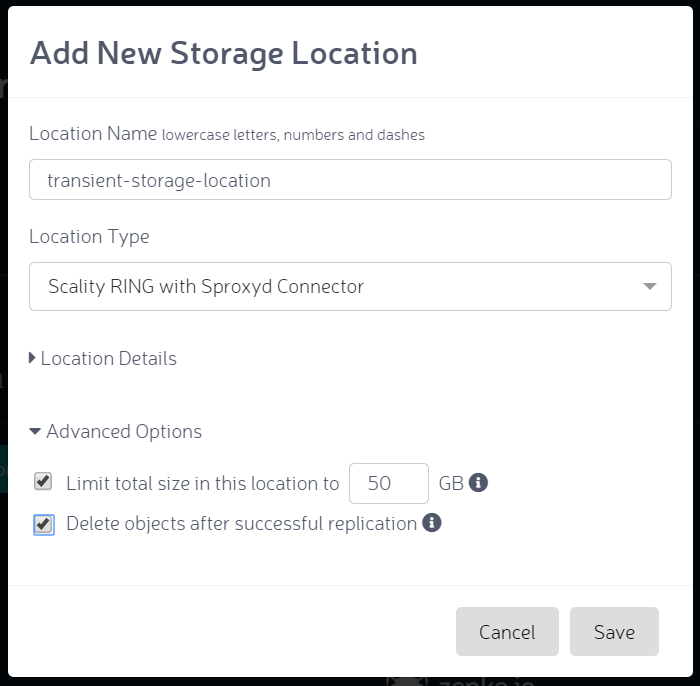 Add New Storage Location
Location Name lowercase letters, numbers and dashes
transient-storage-location
Location Type
Scality RING with Sproxyd Connector
Location Details
Advanced Options
Limit total size in this location to 50 GB
Delete objects after successful replication
Cancel Save